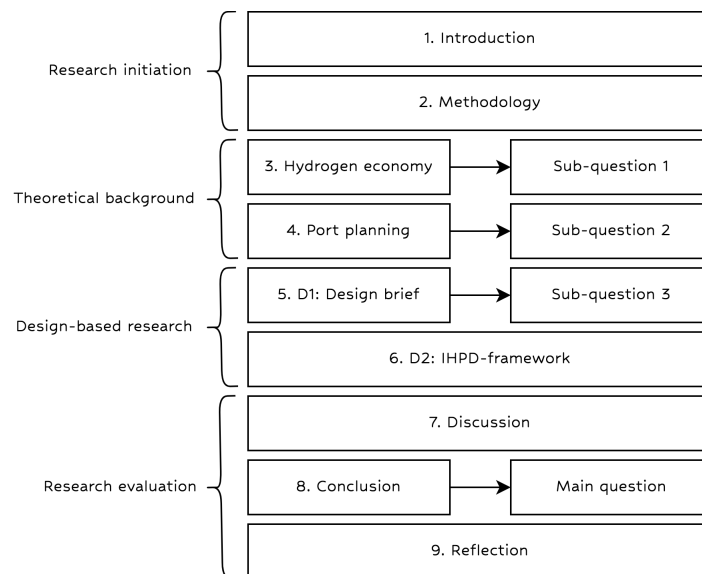 1. Introduction
Research initiation
2. Methodology
3. Hydrogen economy
Sub-question 1
Theoretical background
4. Port planning
Sub-question 2
5. D1: Design brief
Sub-question 3
Design-based research
6. D2: IHPD-framework
7. Discussion
Research evaluation
8. Conclusion
Main question
9. Reflection